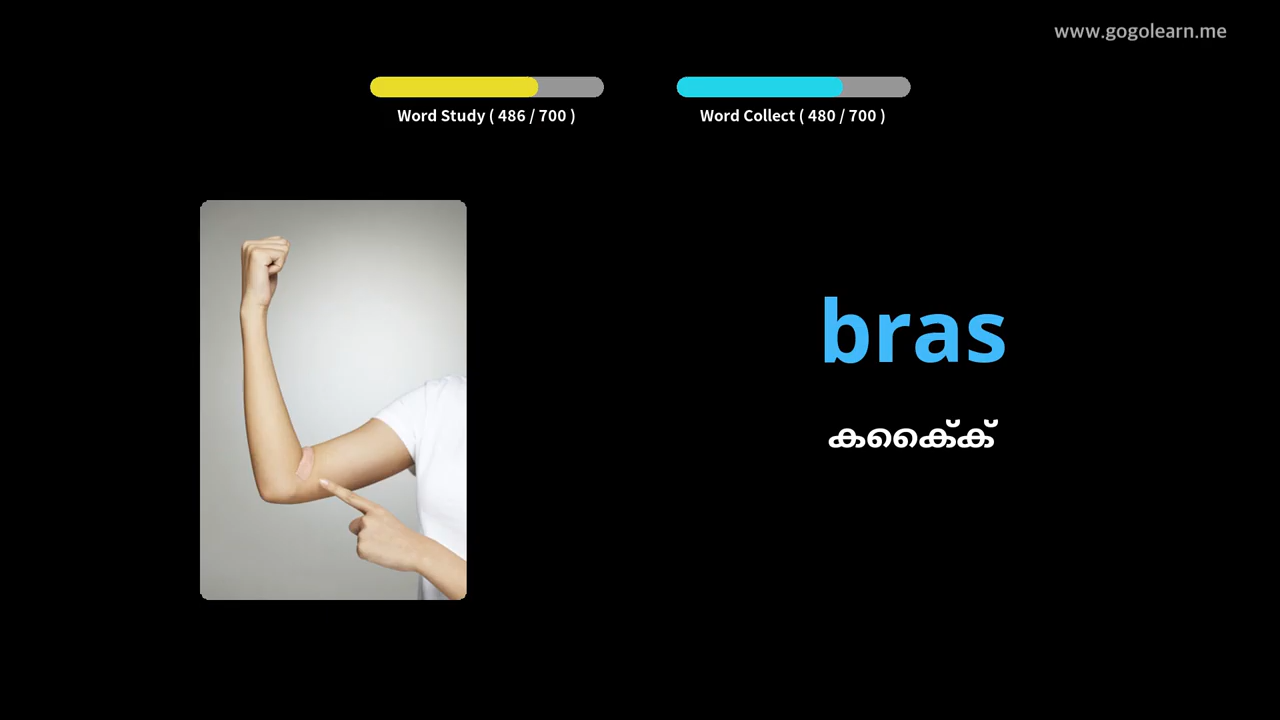 www.gogolearn.me
Word Study ( 486 / 700 )
Word Collect ( 480 / 700 )
bras
കകൈ്ക്